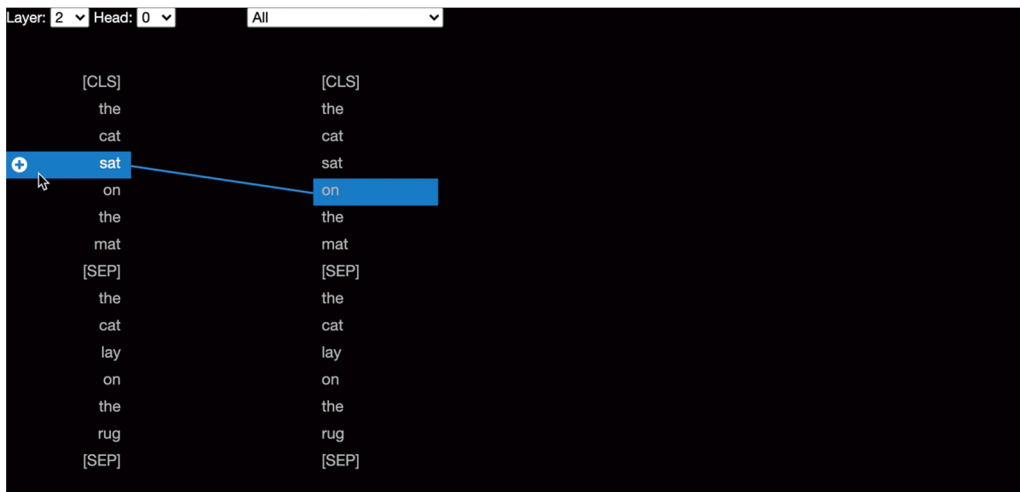 Layer: 2 Head: 0 All
[CLS] [CLS]
the the
cat cat
sat sat
on on
the the
mat mat
[SEP] [SEP]
the the
cat cat
lay lay
on on
the the
rug rug
[SEP] [SEP]